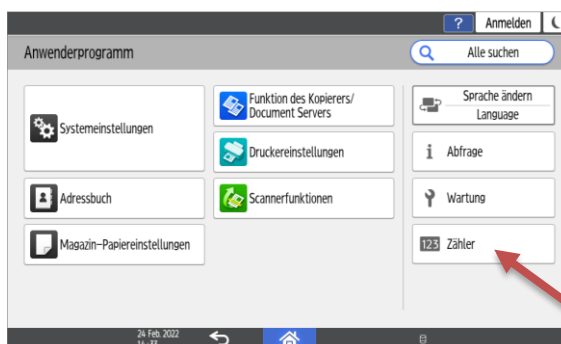 ? Anmelden
Anwenderprogramm
Alle suchen
Systemeinstellungen
Funktion des Kopierers/
Document Servers
Sprache ändern
Language
Druckereinstellungen
i Abfrage
Adressbuch
Scannerfunktionen
Wartung
Magazin-Papiereinstellungen
123 Zähler
24 Feb. 2022